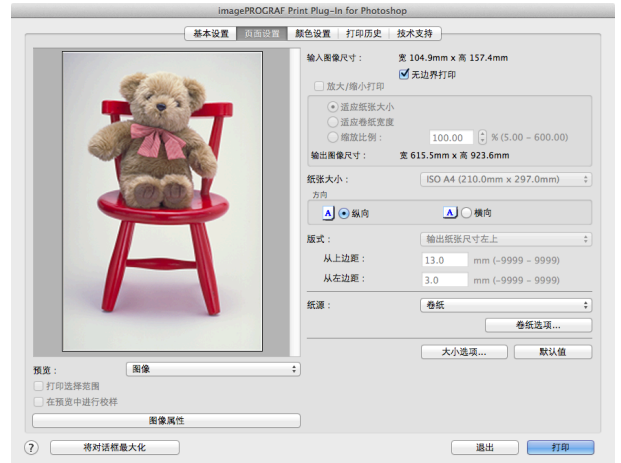 imagePROGRAF Print Plug-In for Photoshop
基本设置 页面设置 颜色设置 打印历史 技术支持
输入图像尺寸： 宽 104.9mm x 高 157.4mm
无边界打印
放大/缩小打印
适应纸张大小
适应卷纸宽度
缩放比例： 100.00 % (5.00 – 600.00)
输出图像尺寸： 宽 615.5mm x 高 923.6mm
纸张大小： ISO A4 (210.0mm x 297.0mm)
方向
A 纵向 A 横向
版式： 输出纸张尺寸左上
从上边距： 13.0 mm (–9999 – 9999)
从左边距： 3.0 mm (–9999 – 9999)
纸源： 卷纸
卷纸选项...
大小选项... 默认值
预览： 图像
打印选择范围
在预览中进行校样
图像属性
? 将对话框最大化 退出 打印